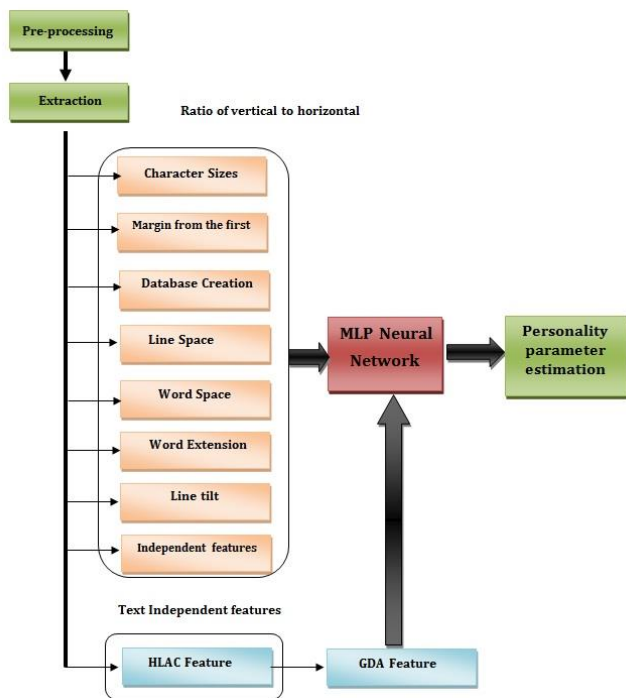 Pre-processing
Extraction
Ratio of vertical to horizontal
Character Sizes
Margin from the first
Database Creation
Line Space
Word Space
Word Extension
Line tilt
Independent features
MLP Neural
Network
Personality
parameter
estimation
Text Independent features
HLAC Feature
GDA Feature